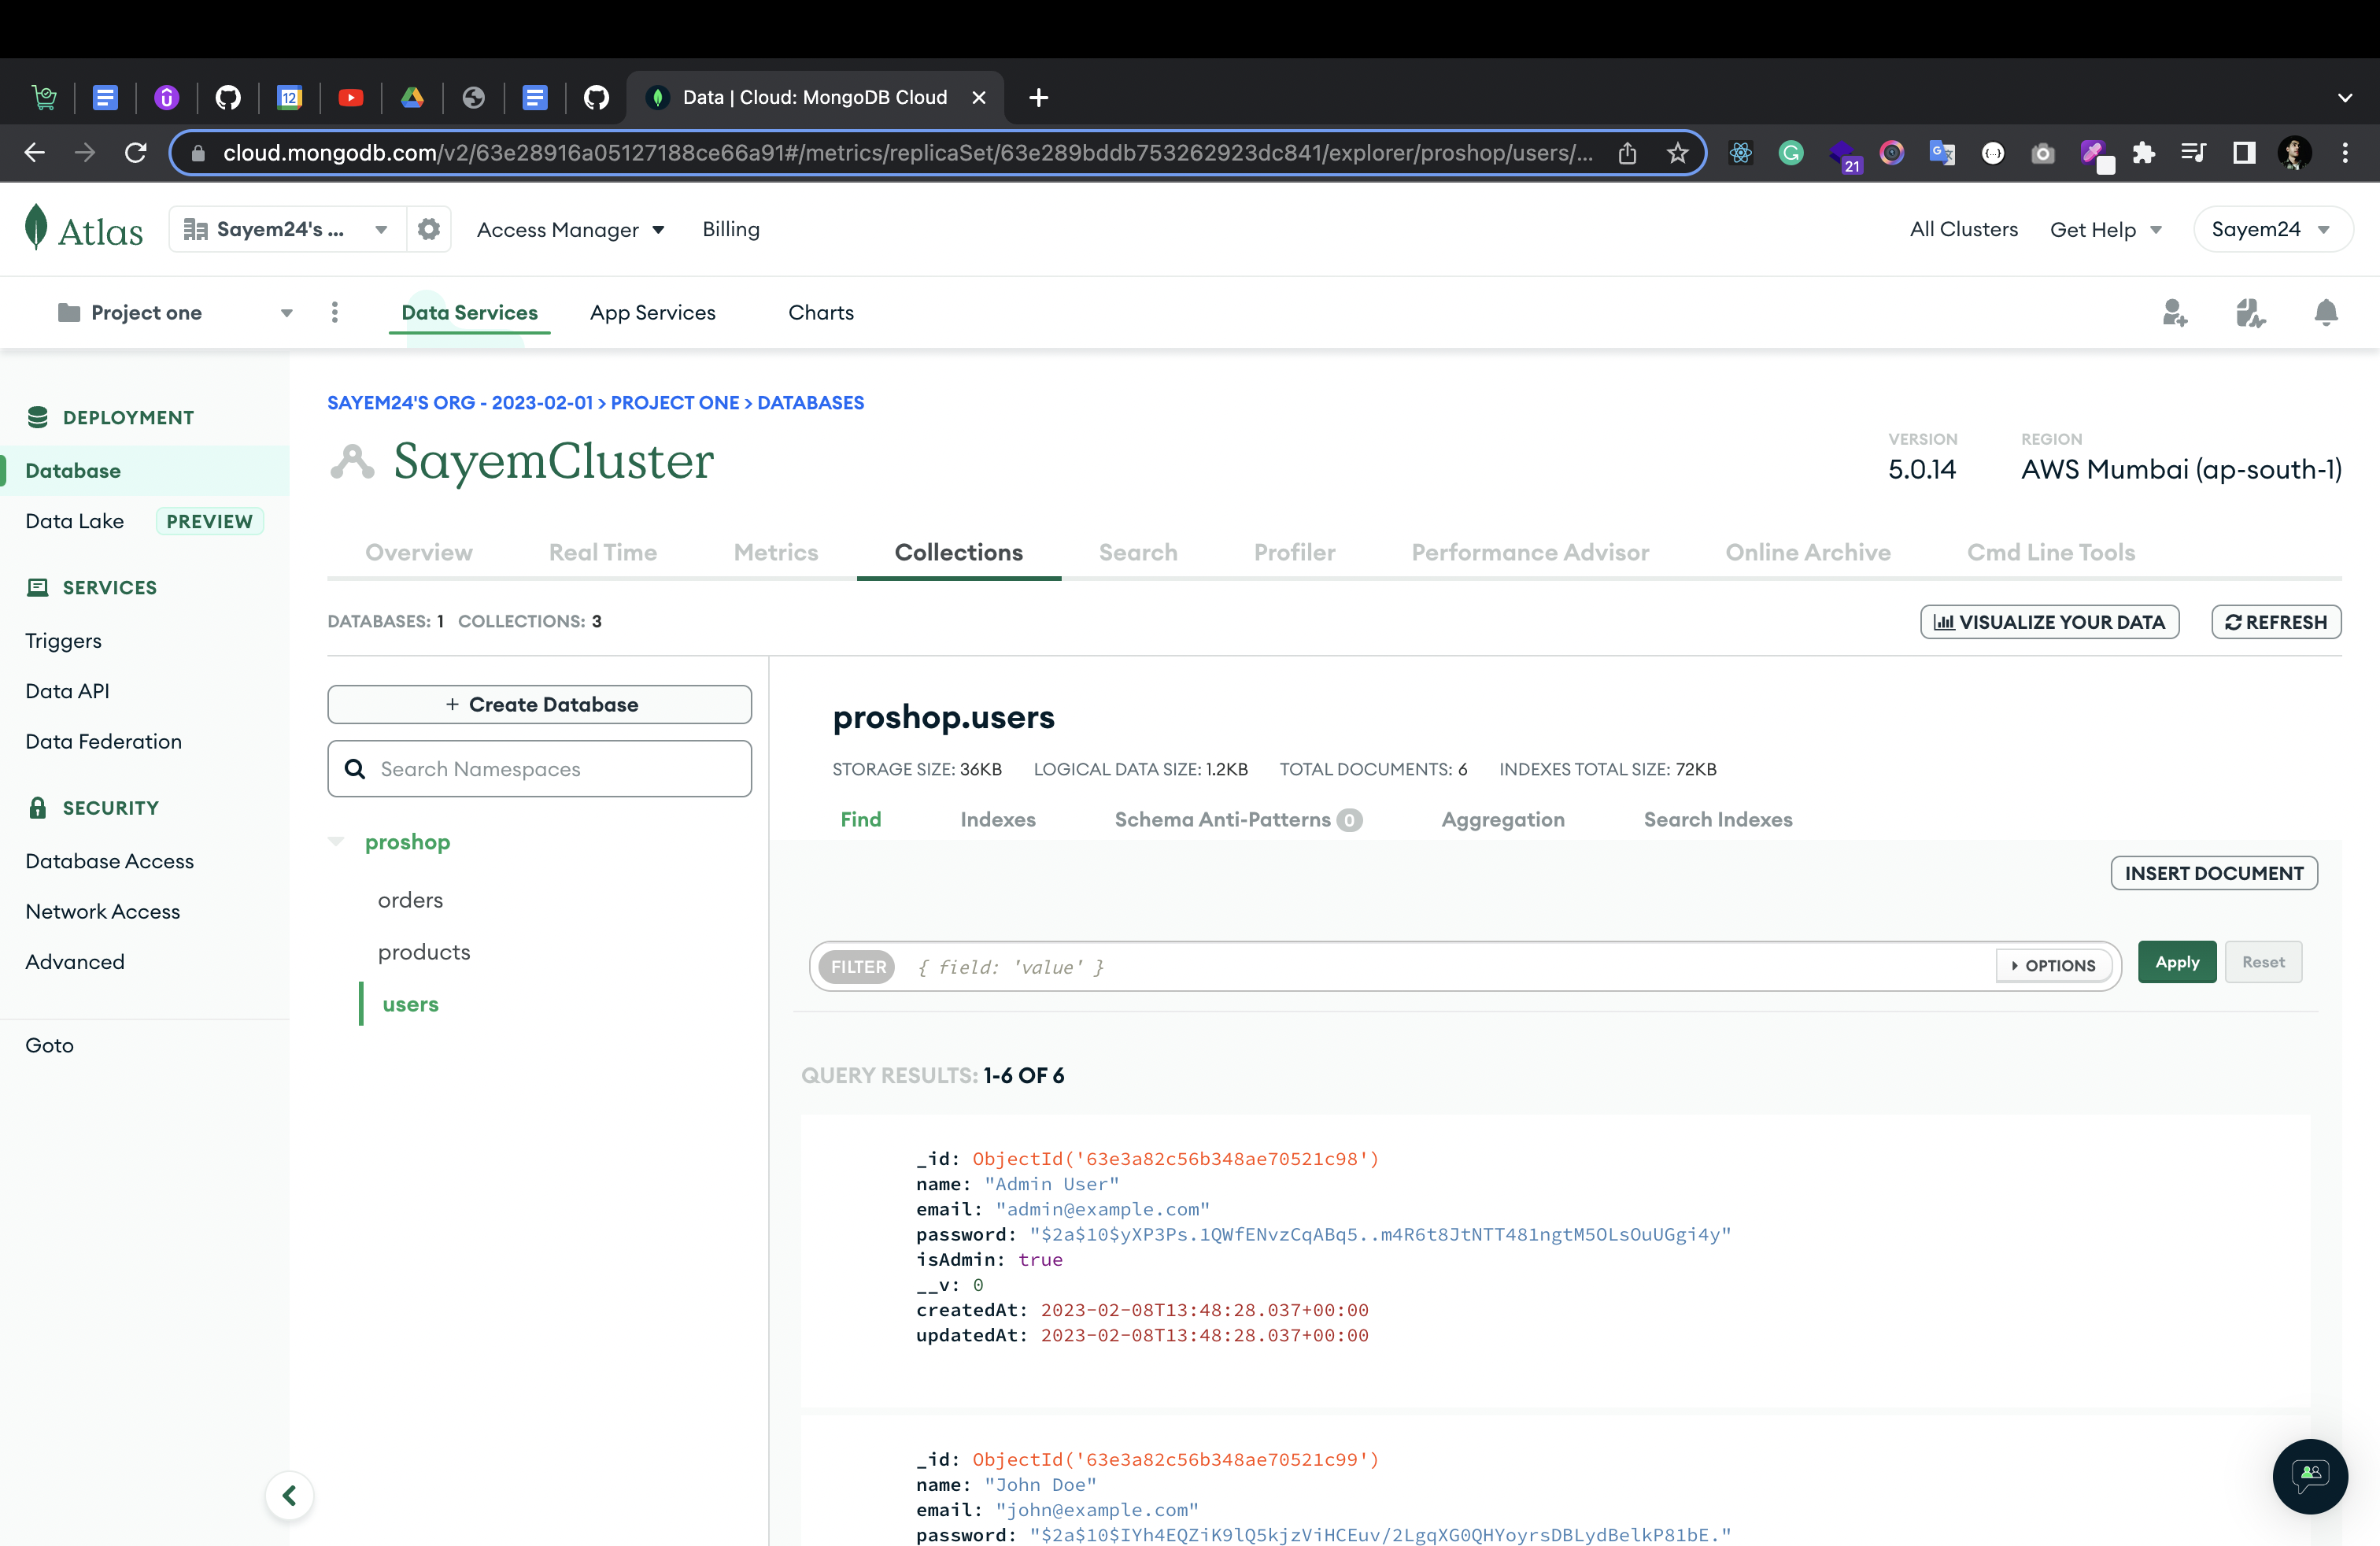 12
Data | Cloud: MongoDB Cloud
cloud.mongodb.com/v2/63e28916a05127188ce66a91#/metrics/replicaSet/63e289bddb753262923dc841/explorer/proshop/users/...
21
Atlas
Sayem24's ...
Access Manager
Billing
All Clusters
Get Help
Sayem24
Project one
Data Services
App Services
Charts
DEPLOYMENT
Database
Data Lake PREVIEW
SERVICES
Triggers
Data API
Data Federation
SECURITY
Database Access
Network Access
Advanced
Goto
SAYEM24'S ORG - 2023-02-01 > PROJECT ONE > DATABASES
SayemCluster
VERSION
5.0.14
REGION
AWS Mumbai (ap-south-1)
Overview
Real Time
Metrics
Collections
Search
Profiler
Performance Advisor
Online Archive
Cmd Line Tools
DATABASES: 1 COLLECTIONS: 3
VISUALIZE YOUR DATA
REFRESH
+ Create Database
Search Namespaces
proshop
orders
products
users
proshop.users
STORAGE SIZE: 36KB LOGICAL DATA SIZE: 1.2KB TOTAL DOCUMENTS: 6 INDEXES TOTAL SIZE: 72KB
Find
Indexes
Schema Anti-Patterns 0
Aggregation
Search Indexes
INSERT DOCUMENT
FILTER { field: 'value' }
OPTIONS
Apply
Reset
QUERY RESULTS: 1-6 OF 6
_id: ObjectId('63e3a82c56b348ae70521c98')
name: "Admin User"
email: "admin@example.com"
password: "$2a$10$yXP3Ps.1QWfENvzCqABq5..m4R6t8JtNTT481ngtM5OLsOuUGgi4y"
isAdmin: true
__v: 0
createdAt: 2023-02-08T13:48:28.037+00:00
updatedAt: 2023-02-08T13:48:28.037+00:00
_id: ObjectId('63e3a82c56b348ae70521c99')
name: "John Doe"
email: "john@example.com"
password: "$2a$10$IYh4EQZiK9lQ5kjzViHCEuv/2LgqXG0QHYoyrsDBLydBelkP81bE."